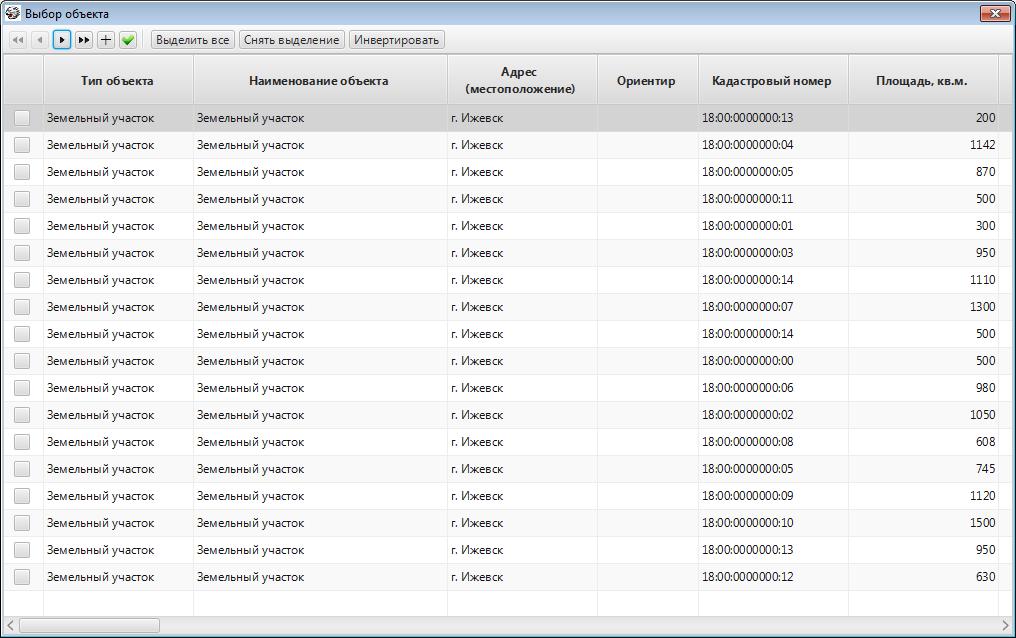 Выбор объекта
Выделить все Снять выделение Инвертировать
Тип объекта Наименование объекта Адрес (местоположение) Ориентир Кадастровый номер Площадь, кв.м.
Земельный участок Земельный участок г. Ижевск 18:00:0000000:13 200
Земельный участок Земельный участок г. Ижевск 18:00:0000000:04 1142
Земельный участок Земельный участок г. Ижевск 18:00:0000000:05 870
Земельный участок Земельный участок г. Ижевск 18:00:0000000:11 500
Земельный участок Земельный участок г. Ижевск 18:00:0000000:01 300
Земельный участок Земельный участок г. Ижевск 18:00:0000000:03 950
Земельный участок Земельный участок г. Ижевск 18:00:0000000:14 1110
Земельный участок Земельный участок г. Ижевск 18:00:0000000:07 1300
Земельный участок Земельный участок г. Ижевск 18:00:0000000:14 500
Земельный участок Земельный участок г. Ижевск 18:00:0000000:00 500
Земельный участок Земельный участок г. Ижевск 18:00:0000000:06 980
Земельный участок Земельный участок г. Ижевск 18:00:0000000:02 1050
Земельный участок Земельный участок г. Ижевск 18:00:0000000:08 608
Земельный участок Земельный участок г. Ижевск 18:00:0000000:05 745
Земельный участок Земельный участок г. Ижевск 18:00:0000000:09 1120
Земельный участок Земельный участок г. Ижевск 18:00:0000000:10 1500
Земельный участок Земельный участок г. Ижевск 18:00:0000000:13 950
Земельный участок Земельный участок г. Ижевск 18:00:0000000:12 630